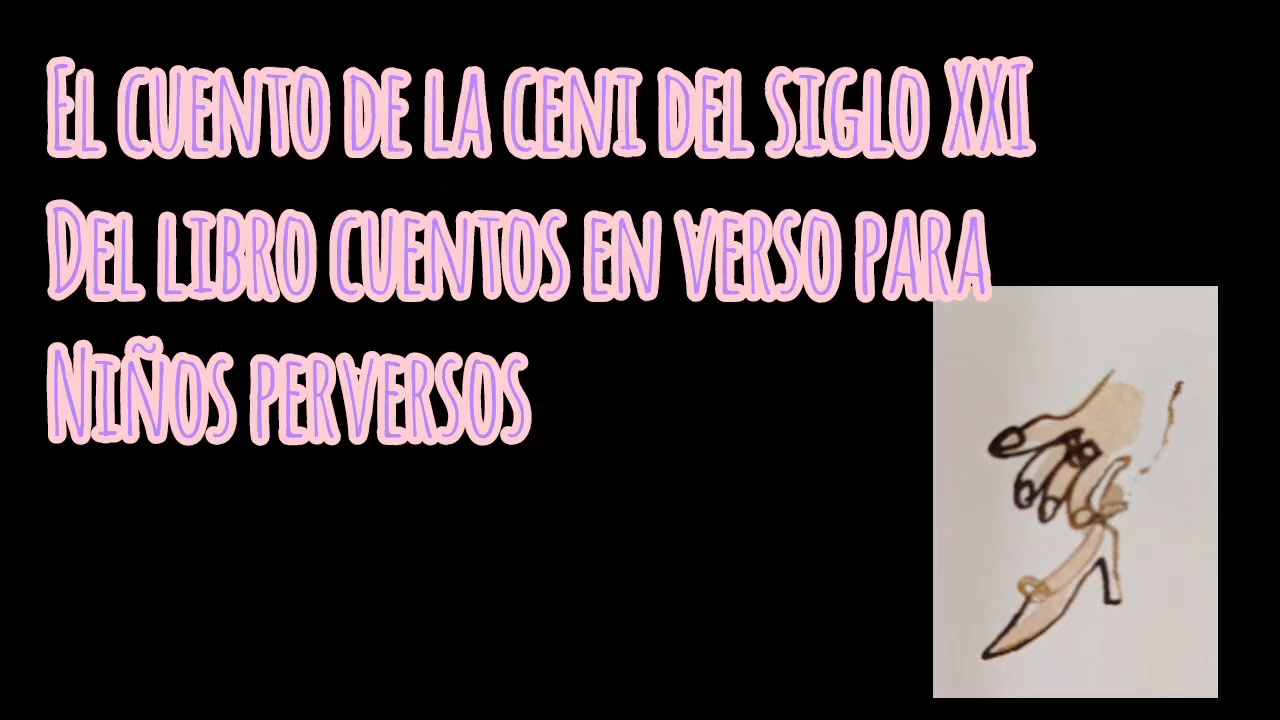 El cuento de la ceni del siglo XXI
Del libro cuentos en verso para
Niños perversos